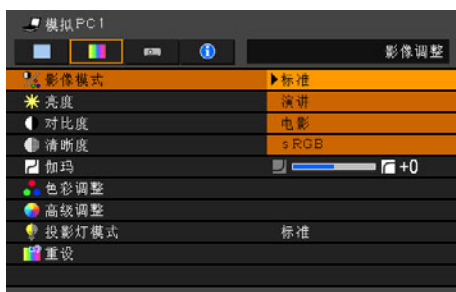 模拟PC1
影像调整
影像模式 标准
亮度 演讲
对比度 电影
清晰度 sRGB
伽玛 +0
色彩调整
高级调整
投影灯模式 标准
重设